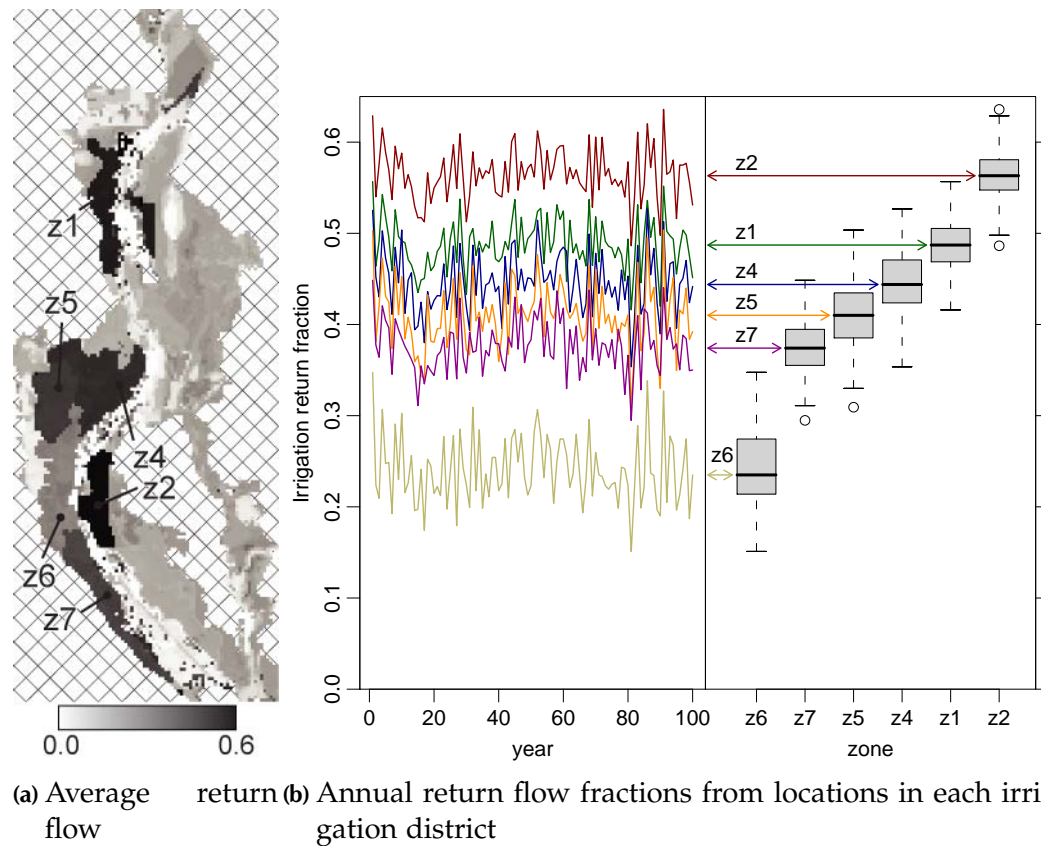 z1
z5
z4
z2
z6
z7
0.0 0.6
Irrigation return fraction
0.6
0.5
0.4
0.3
0.2
0.1
0.0
z2
z1
z4
z5
z7
z6
0 20 40 60 80 100 z6 z7 z5 z4 z1 z2
year zone
(a) Average return
flow
(b) Annual return flow fractions from locations in each irri
gation district